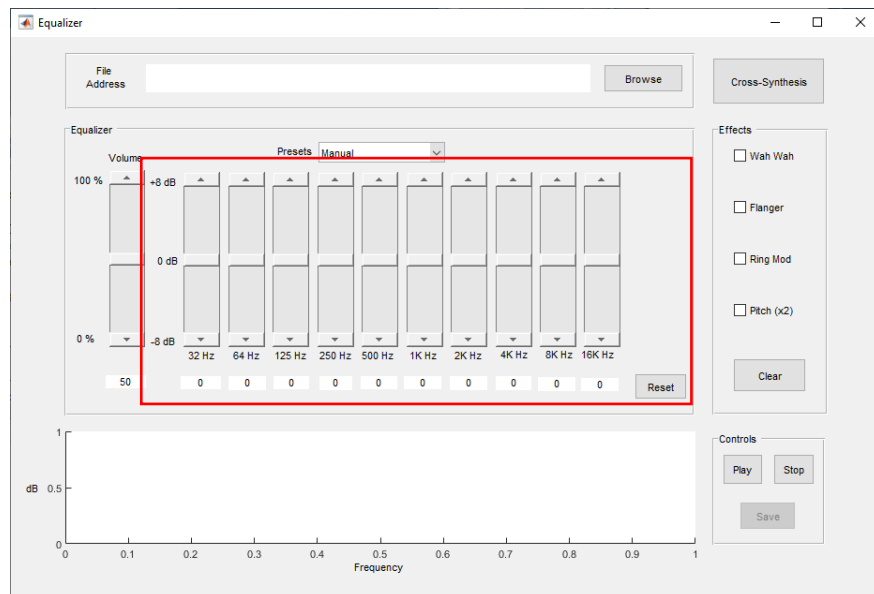 Equalizer
File
Address
Browse
Cross-Synthesis
Equalizer
Effects
Presets Manual
Volume
100 % +8 dB
0 dB
0 % -8 dB
32 Hz 64 Hz 125 Hz 250 Hz 500 Hz 1K Hz 2K Hz 4K Hz 8K Hz 16K Hz
50 0 0 0 0 0 0 0 0 0 0 Reset
Wah Wah
Flanger
Ring Mod
Pitch (x2)
Clear
1
dB 0.5
0
0 0.1 0.2 0.3 0.4 0.5 0.6 0.7 0.8 0.9 1
Frequency
Controls
Play Stop
Save